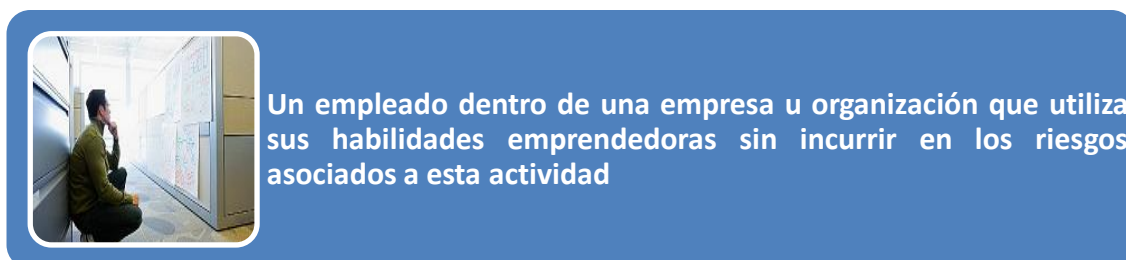 Un empleado dentro de una empresa u organización que utiliza
sus habilidades emprendedoras sin incurrir en los riesgos
asociados a esta actividad